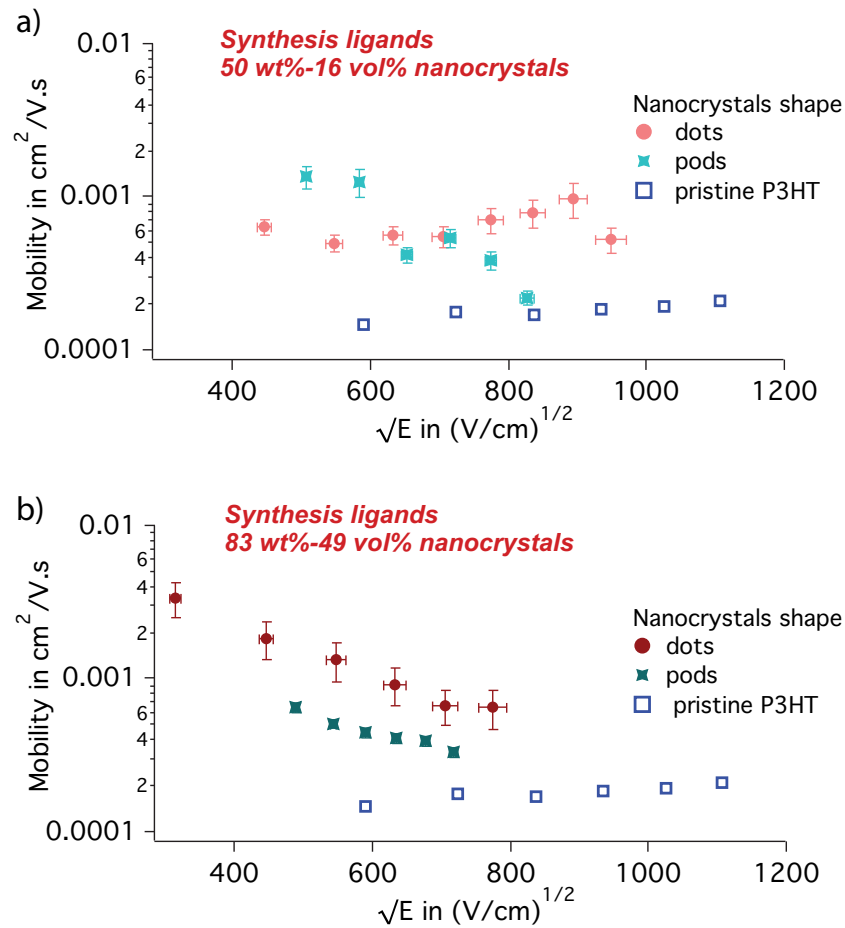 a)
Synthesis ligands
50 wt%-16 vol% nanocrystals
Nanocrystals shape
dots
pods
pristine P3HT
Mobility in cm²/V.s
0.01
4
2
0.001
6
4
2
0.0001
400 600 800 1000 1200
√E in (V/cm)^1/2
b)
Synthesis ligands
83 wt%-49 vol% nanocrystals
Nanocrystals shape
dots
pods
pristine P3HT
Mobility in cm²/V.s
0.01
4
2
0.001
6
4
2
0.0001
400 600 800 1000 1200
√E in (V/cm)^1/2